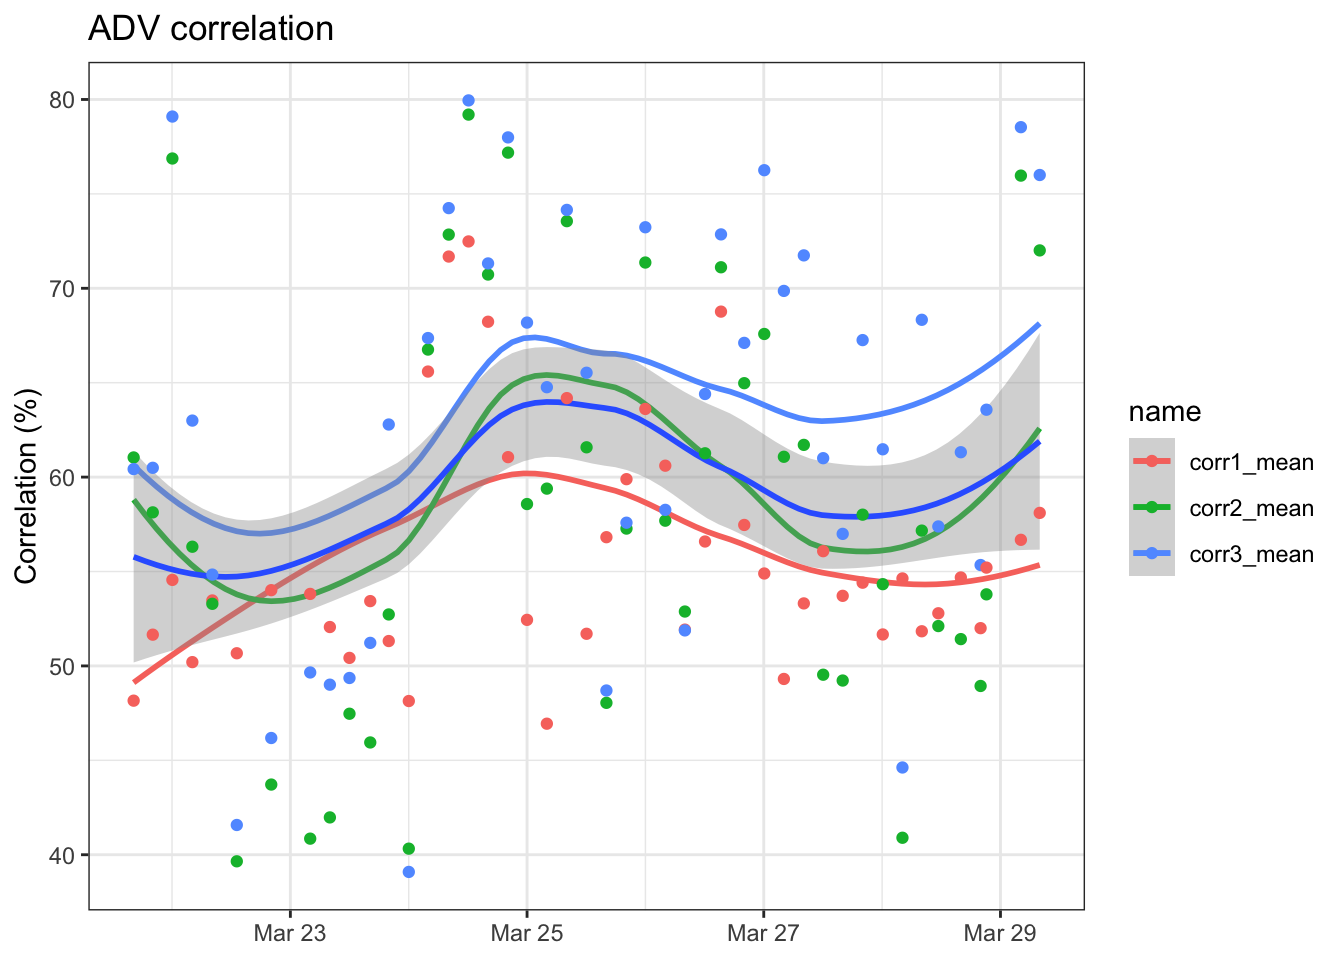 ADV correlation
Correlation (%)
80
70
60
50
40
Mar 23
Mar 25
Mar 27
Mar 29
name
corr1_mean
corr2_mean
corr3_mean